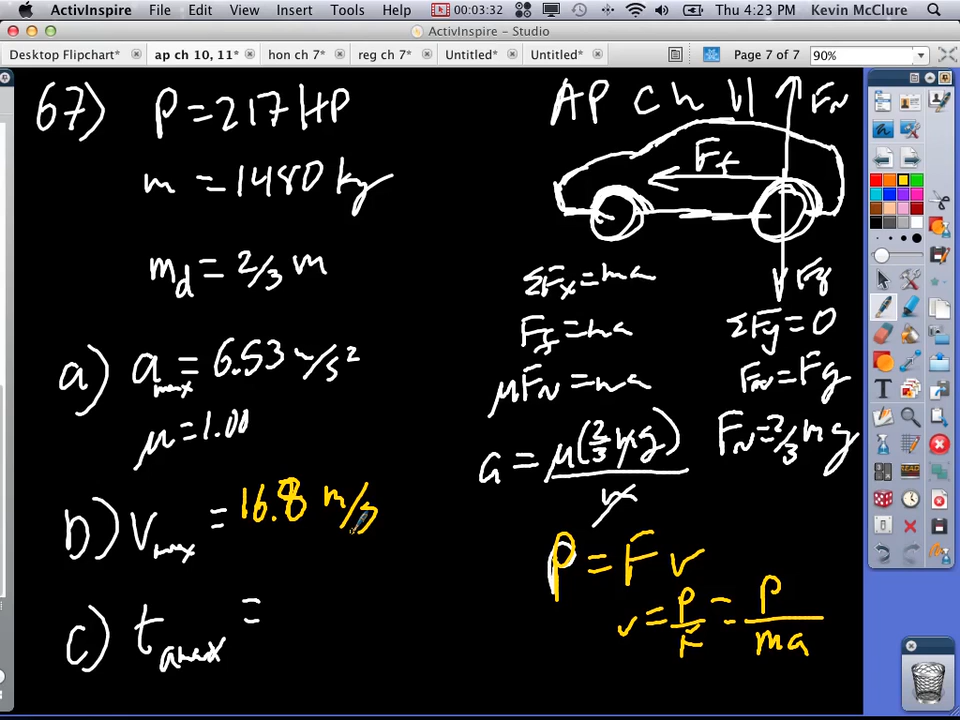 ActivInspire File Edit View Insert Tools Help 00:03:32 Thu 4:23 PM Kevin McClure
ActivInspire - Studio
Desktop Flipchart* ap ch 10, 11* hon ch 7* reg ch 7* Untitled* Untitled* Page 7 of 7 90%
67) P = 217 HP
m = 1480 kg
m_d = 2/3 m
a) a_max = 6.53 m/s²
μ = 1.00
b) v_max = 16.8 m/s
c) t_amax =
AP Ch 11
F_N
F_f
F_g
ΣF_x = ma
F_f = ma
μF_N = ma
a = μ(2/3 mg) / m
ΣF_y = 0
F_N = F_g
F_N = 2/3 mg
P = Fv
v = P/F = P/ma